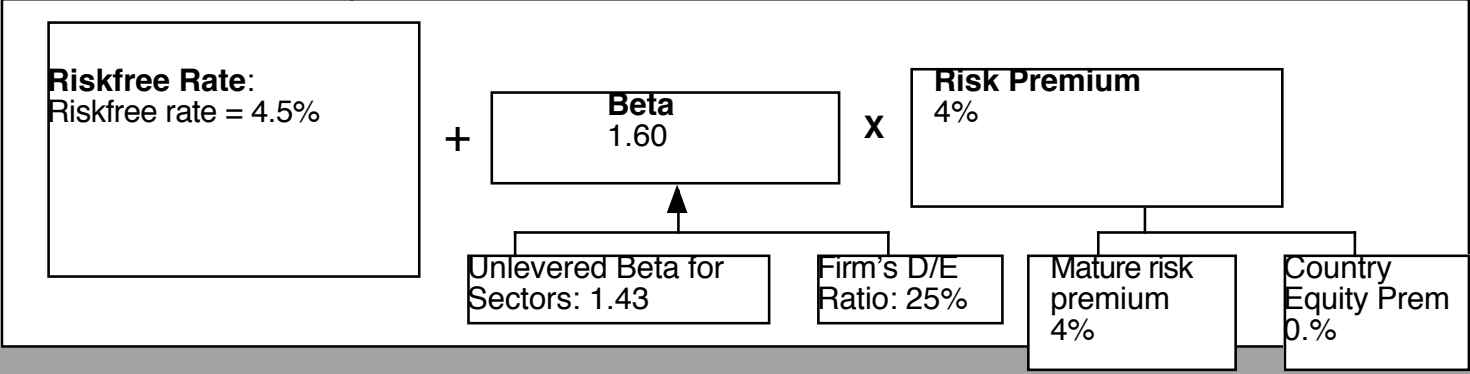 Riskfree Rate:
Riskfree rate = 4.5%
+
Beta
1.60
X
Risk Premium
4%
Unlevered Beta for
Sectors: 1.43
Firm's D/E
Ratio: 25%
Mature risk
premium
4%
Country
Equity Prem
0.%